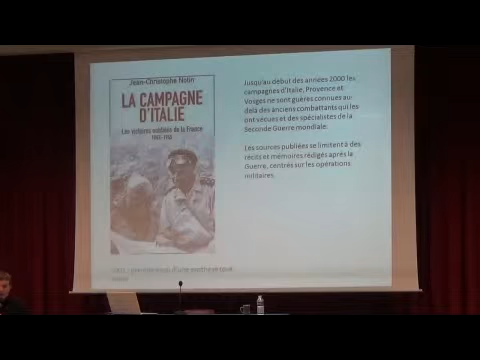 Jean-Christophe Notin
LA CAMPAGNE
D'ITALIE
Les victoires oubliées de la France
1943-1945
Jusqu'au début des années 2000 les
campagnes d'Italie, Provence et
Vosges ne sont guères connues au-
delà des anciens combattants qui les
ont vécues et des spécialistes de la
Seconde Guerre mondiale.
Les sources publiées se limitent à des
récits et mémoires rédigés après la
Guerre, centrés sur les opérations
militaires.